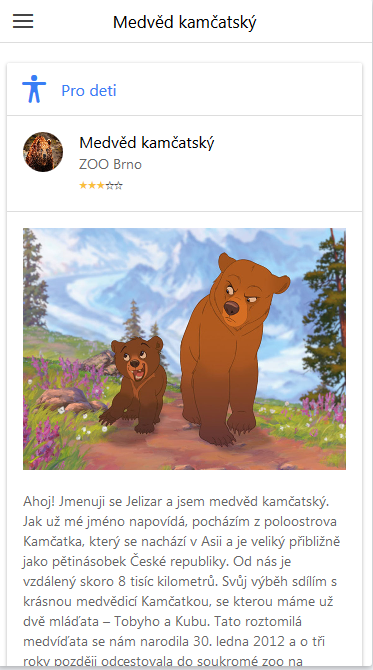 Medvěd kamčatský
Pro deti
Medvěd kamčatský
ZOO Brno
Ahoj! Jmenuji se Jelizar a jsem medvěd kamčatský.
Jak už mé jméno napovídá, pocházím z poloostrova
Kamčatka, který se nachází v Asii a je veliký přibližně
jako pětinásobek České republiky. Od nás je
vzdálený skoro 8 tisíc kilometrů. Svůj výběh sdílím s
krásnou medvědicí Kamčatkou, se kterou máme už
dvě mláďata – Tobyho a Kubu. Tato roztomilá
medvíďata se nám narodila 30. ledna 2012 a o tři
roky později odcestovala do soukromé zoo na